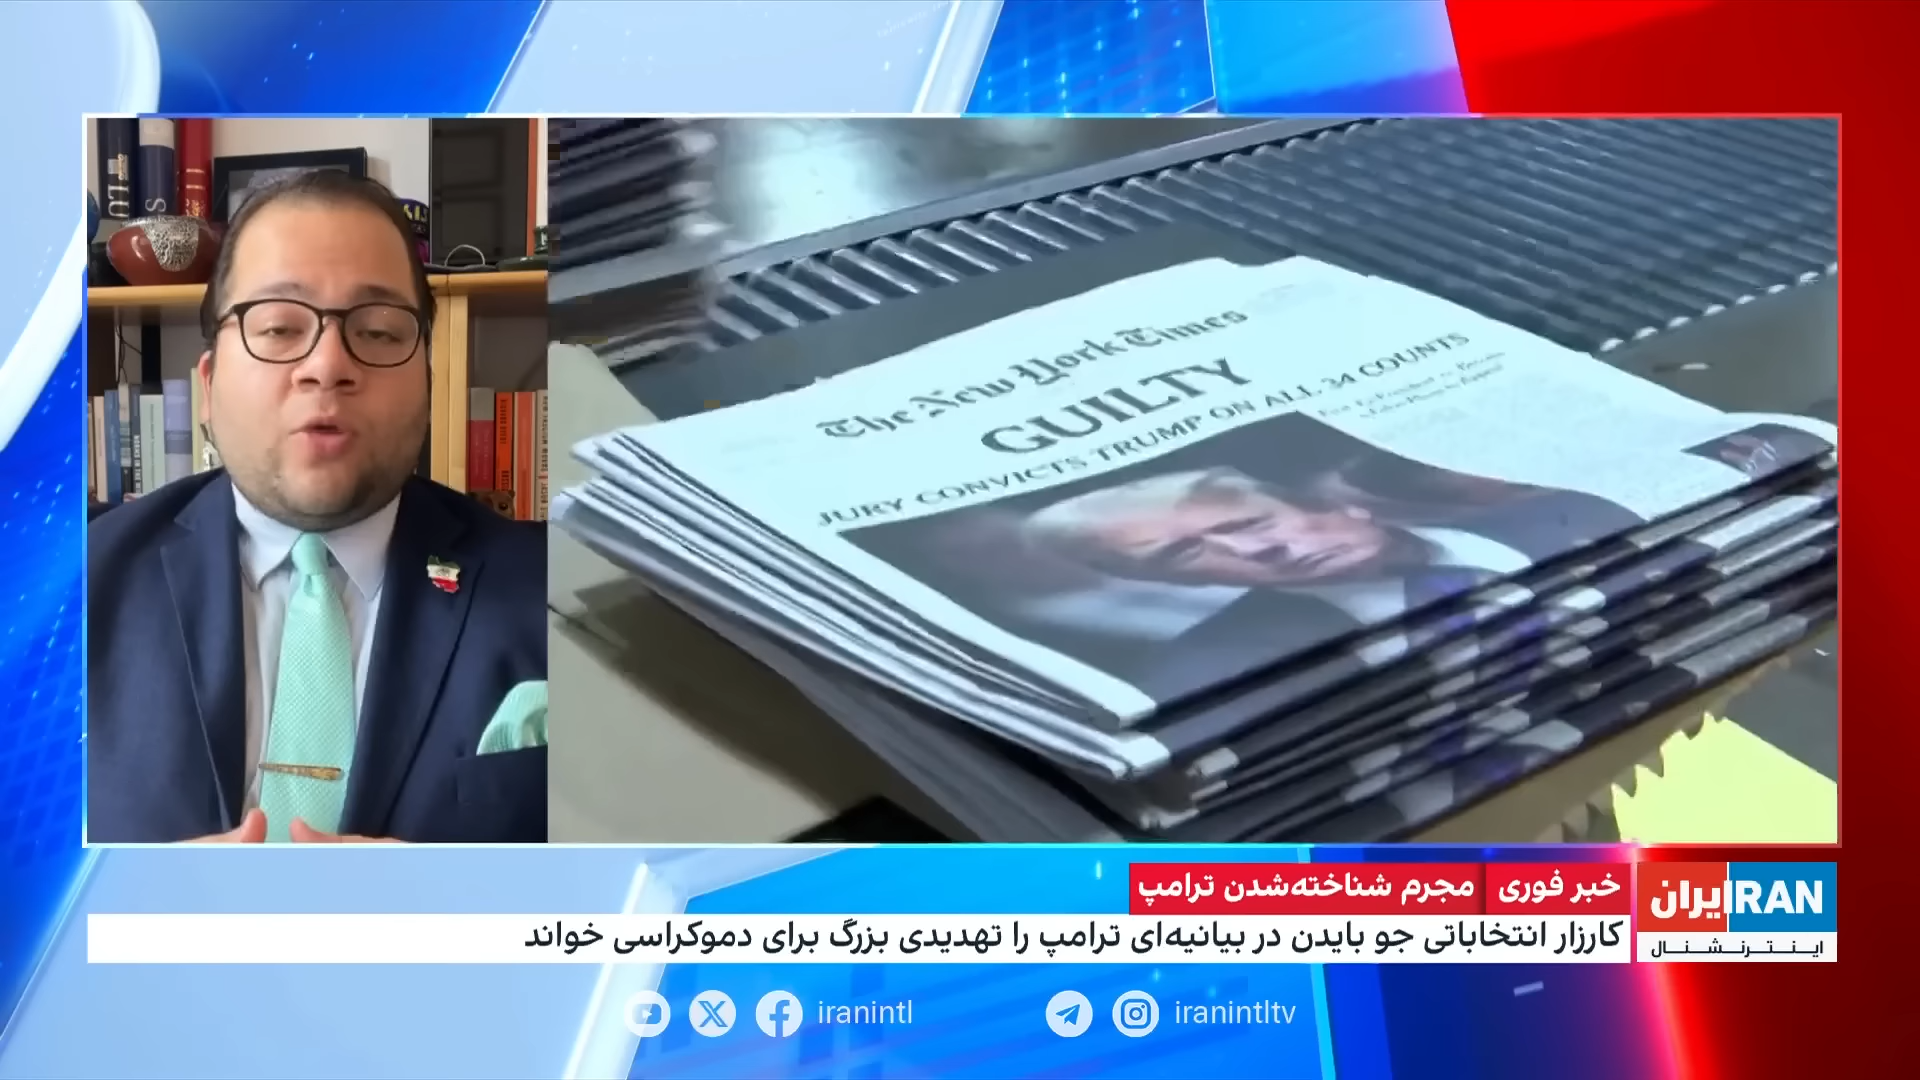 The New York Times
GUILTY
JURY CONVICTS TRUMP ON ALL 34 COUNTS
خبر فوری
مجرم شناخته‌شدن ترامپ
کارزار انتخاباتی جو بایدن در بیانیه‌ای ترامپ را تهدیدی بزرگ برای دموکراسی خواند
ایران IRAN
اینترنشنال
iranintl
iranintltv